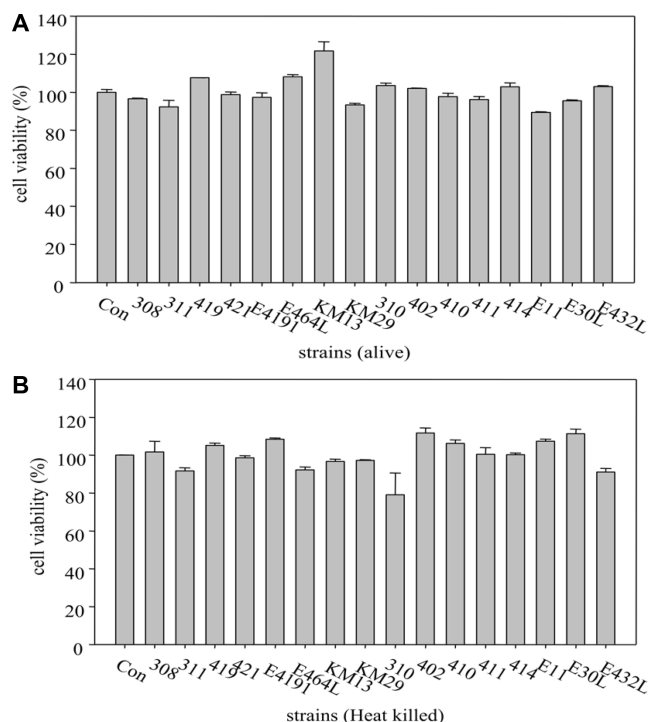 A
140
120
100
80
60
40
20
0
cell viability (%)
Con 308 311 419 421 E4191 E464L KM13 KM29 310 402 410 411 414 E11 E30L E432L
strains (alive)
B
140
120
100
80
60
40
20
0
cell viability (%)
Con 308 311 419 421 E4191 E464L KM13 KM29 310 402 410 411 414 E11 E30L E432L
strains (Heat killed)